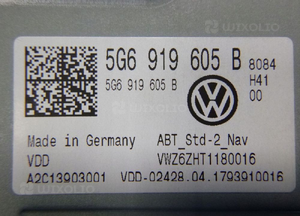 LUTXOLIO
5G6 919 605 B 8084
5G6 919 605 B H41
00
Made in Germany ABT_Std-2_Nav
VDD VWZ6ZHT1180016
A2C13903001 VDD-02428.04.1793910016